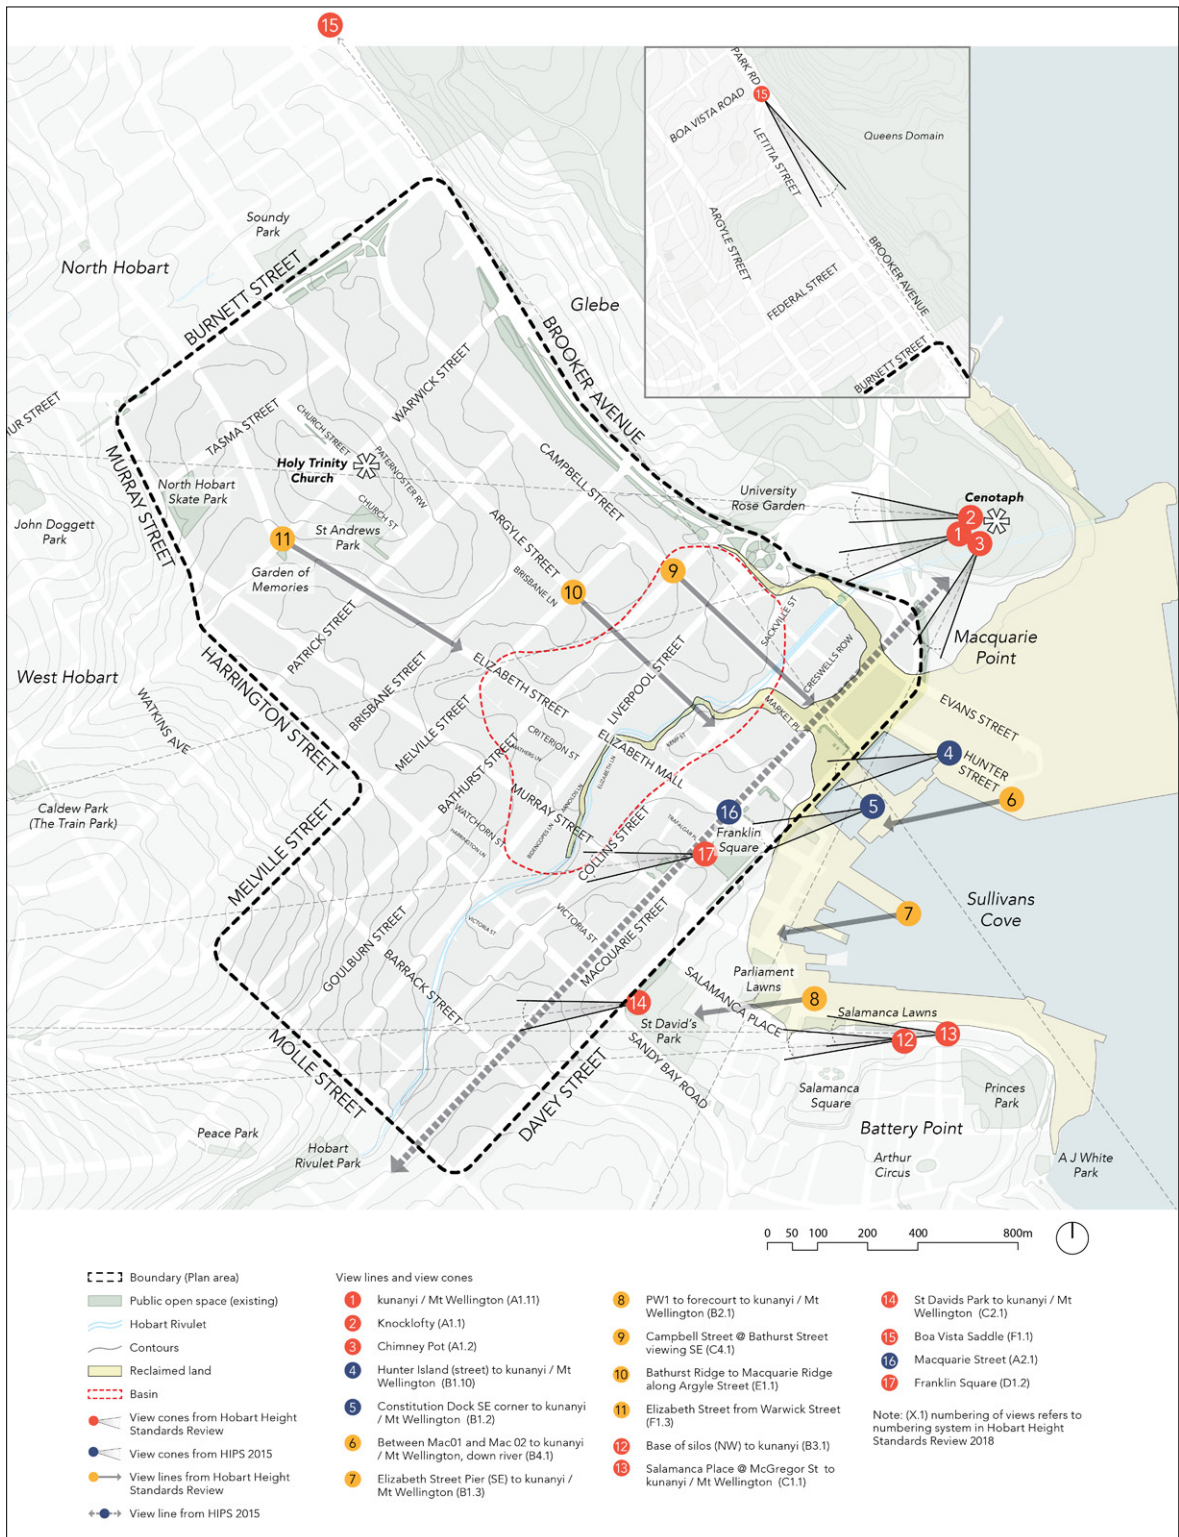 15
PARK RD
15
BOA VISTA ROAD
LETITIA STREET
Queens Domain
ARGYLE STREET
BROOKER AVENUE
FEDERAL STREET
BURNETT STREET
Soundy
Park
North Hobart
BURNETT STREET
Glebe
BROOKER AVENUE
WARWICK STREET
TASMA STREET
CHURCH STREET
PATERNOSTER RW
UR STREET
MURRAY STREET
CAMPBELL STREET
Holy Trinity
Church
North Hobart
Skate Park
CHURCH ST
University
Rose Garden
Cenotaph
2
1
3
John Doggett
Park
St Andrews
Park
11
ARGYLE STREET
Garden of
Memories
BRISBANE LN
10
9
SACKVILLE ST
PATRICK STREET
Macquarie
Point
West Hobart
HARRINGTON STREET
ELIZABETH STREET
LIVERPOOL STREET
CRESWELLS ROW
WATKINS AVE
BRISBANE STREET
MELVILLE STREET
MARKET PL
EVANS STREET
CRITERION ST
MATHERS LN
ELIZABETH LN
KEMP ST
ELIZABETH MALL
BATHURST STREET
4
HUNTER
STREET
6
Caldew Park
(The Train Park)
MURRAY STREET
16
5
WATCHORN ST
HARRINGTON LN
TRAFALGAR PL
Franklin
Square
COLLINS STREET
17
MELVILLE STREET
Sullivans
Cove
7
VICTORIA ST
VICTORIA ST
GOULBURN STREET
MACQUARIE STREET
BARRACK STREET
SALAMANCA PLACE
Parliament
Lawns
8
14
Salamanca Lawns
St David's
Park
13
12
MOLLE STREET
SANDY BAY ROAD
DAVEY STREET
Salamanca
Square
Princes
Park
Peace Park
Hobart
Rivulet Park
Battery Point
Arthur
Circus
A J White
Park
0 50 100 200 400 800m
Boundary (Plan area)
Public open space (existing)
Hobart Rivulet
Contours
Reclaimed land
Basin
View cones from Hobart Height
Standards Review
View cones from HIPS 2015
View lines from Hobart Height
Standards Review
View line from HIPS 2015
View lines and view cones
1 kunanyi / Mt Wellington (A1.11)
2 Knocklofty (A1.1)
3 Chimney Pot (A1.2)
4 Hunter Island (street) to kunanyi / Mt
Wellington (B1.10)
5 Constitution Dock SE corner to kunanyi
/ Mt Wellington (B1.2)
6 Between Mac01 and Mac 02 to kunanyi
/ Mt Wellington, down river (B4.1)
7 Elizabeth Street Pier (SE) to kunanyi /
Mt Wellington (B1.3)
8 PW1 to forecourt to kunanyi / Mt
Wellington (B2.1)
9 Campbell Street @ Bathurst Street
viewing SE (C4.1)
10 Bathurst Ridge to Macquarie Ridge
along Argyle Street (E1.1)
11 Elizabeth Street from Warwick Street
(F1.3)
12 Base of silos (NW) to kunanyi (B3.1)
13 Salamanca Place @ McGregor St to
kunanyi / Mt Wellington (C1.1)
14 St Davids Park to kunanyi / Mt
Wellington (C2.1)
15 Boa Vista Saddle (F1.1)
16 Macquarie Street (A2.1)
17 Franklin Square (D1.2)
Note: (X.1) numbering of views refers to
numbering system in Hobart Height
Standards Review 2018